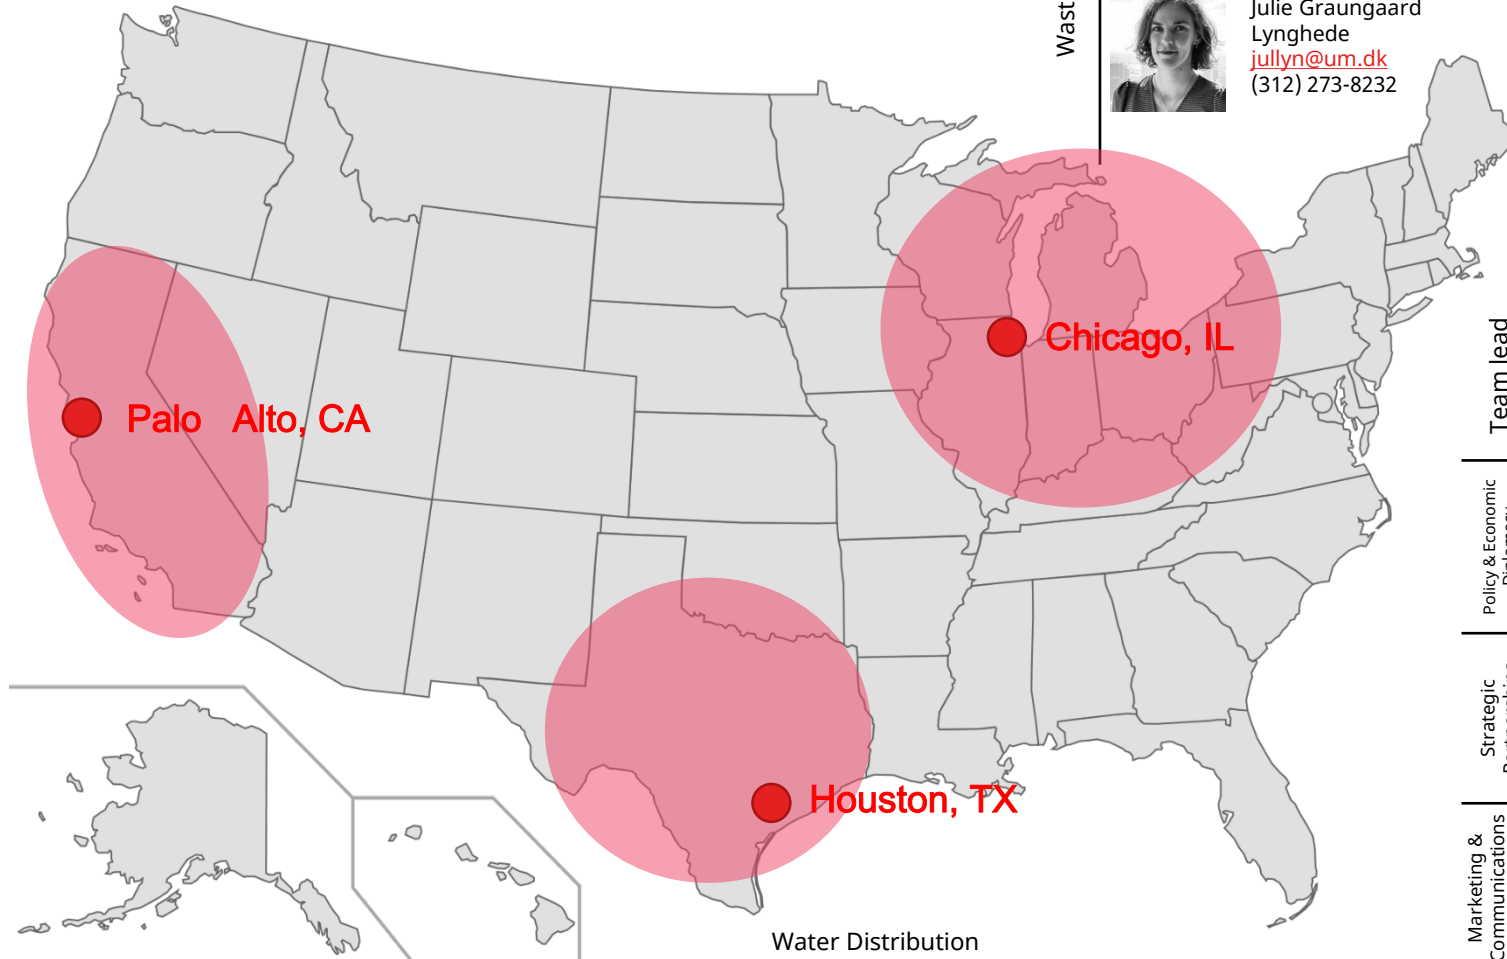 Wast
Julie Graungaard
Lynghede
jullyn@um.dk
(312) 273-8232
Chicago, IL
Palo Alto, CA
Houston, TX
Water Distribution
Team lead
Policy & Economic
Strategic
Marketing &
Communications